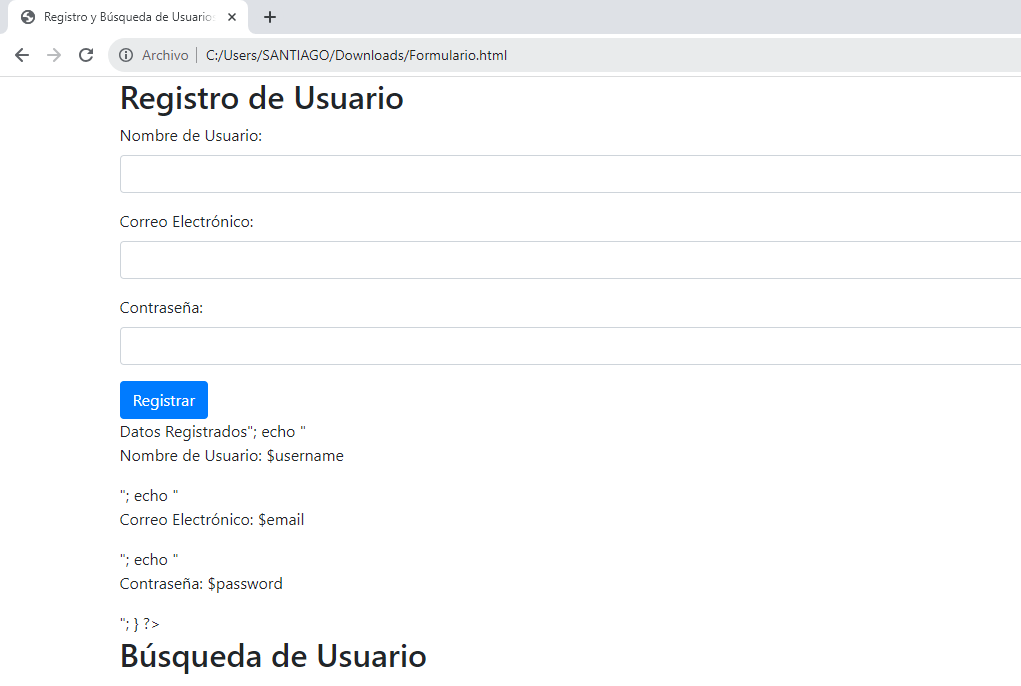 Registro y Búsqueda de Usuarios
Archivo C:/Users/SANTIAGO/Downloads/Formulario.html
Registro de Usuario
Nombre de Usuario:
Correo Electrónico:
Contraseña:
Registrar
Datos Registrados"; echo "
Nombre de Usuario: $username
"; echo "
Correo Electrónico: $email
"; echo "
Contraseña: $password
"; } ?>
Búsqueda de Usuario